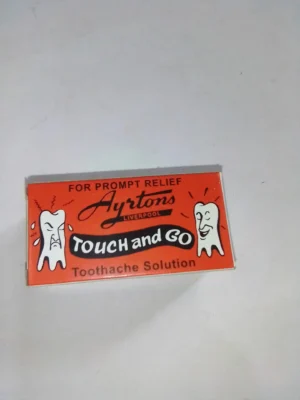 FOR PROMPT RELIEF
Ayrtons
LIVERPOOL
TOUCH and GO
Toothache Solution